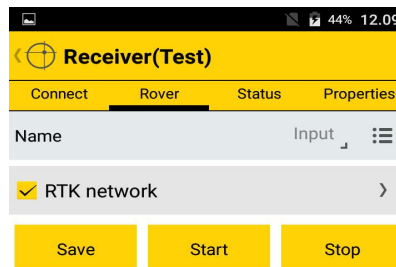 44% 12.09
Receiver(Test)
Connect Rover Status Properties
Name Input
RTK network
Save Start Stop